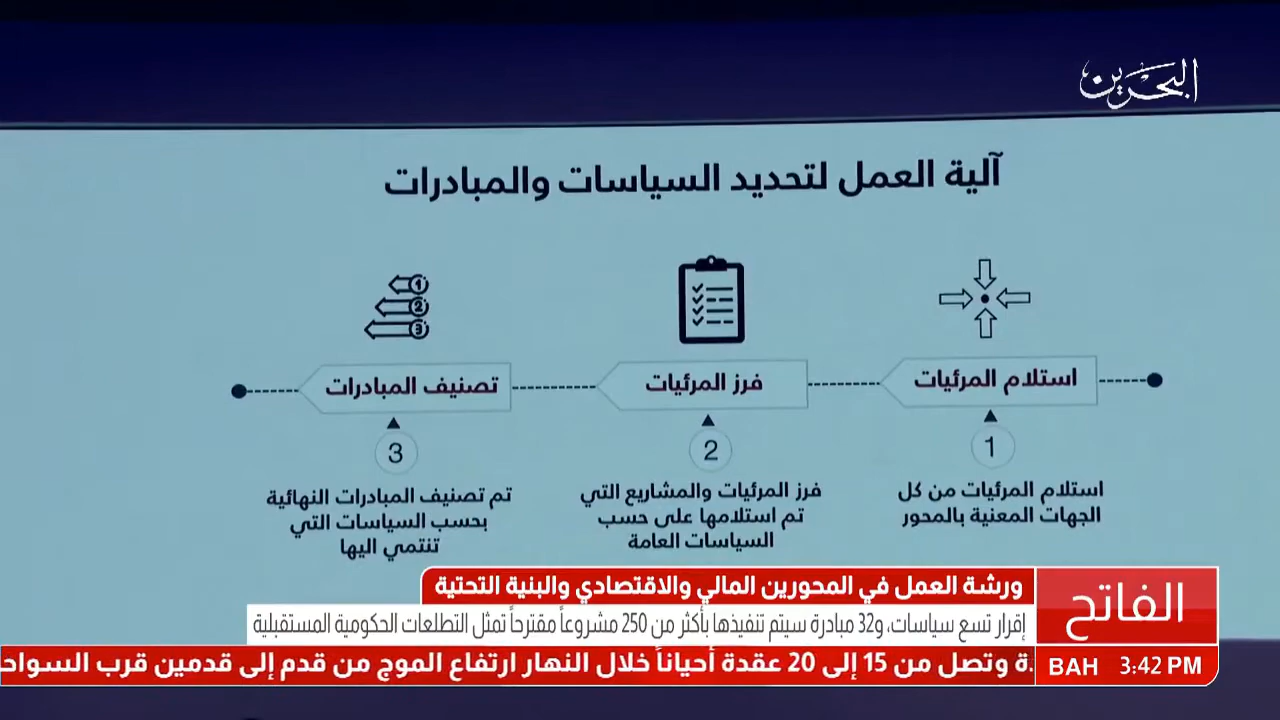 البحرين
آلية العمل لتحديد السياسات والمبادرات
1
2
3
استلام المرئيات
فرز المرئيات
تصنيف المبادرات
1
استلام المرئيات من كل
الجهات المعنية بالمحور
2
فرز المرئيات والمشاريع التي
تم استلامها على حسب
السياسات العامة
3
تم تصنيف المبادرات النهائية
بحسب السياسات التي
تنتمي اليها
الفاتح
ورشة العمل في المحورين المالي والاقتصادي والبنية التحتية
إقرار تسع سياسات، و32 مبادرة سيتم تنفيذها بأكثر من 250 مشروعاً مقترحاً تمثل التطلعات الحكومية المستقبلية
BAH 3:42 PM
وتصل من 15 إلى 20 عقدة أحياناً خلال النهار ارتفاع الموج من قدم إلى قدمين قرب